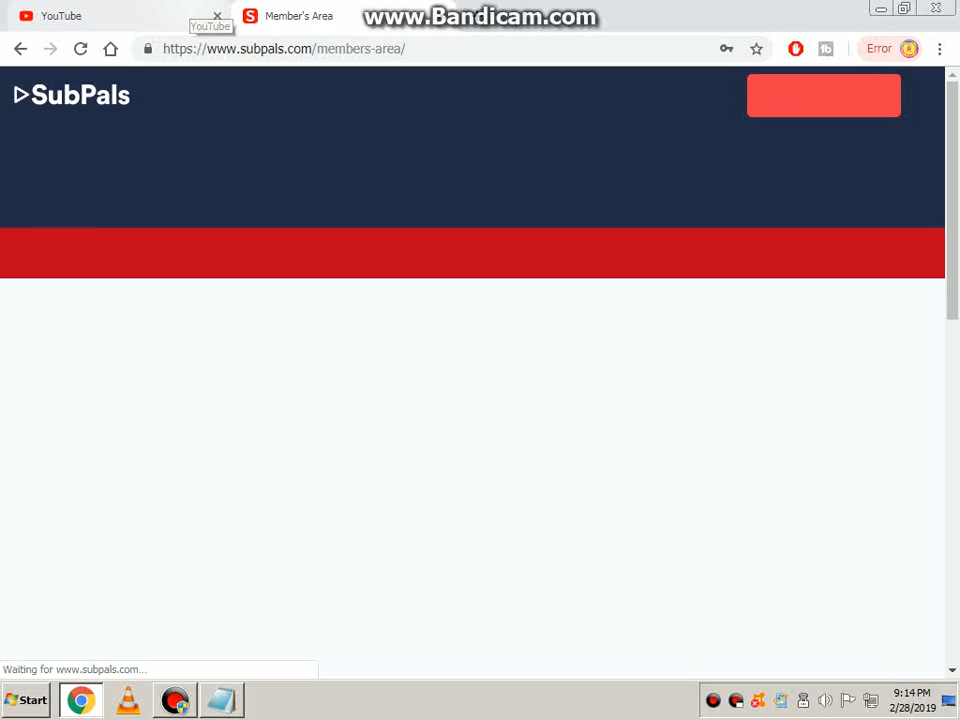 YouTube
Member's Area
www.Bandicam.com
YouTube
https://www.subpals.com/members-area/
Error
SubPals
Waiting for www.subpals.com...
Start
9:14 PM
2/28/2019